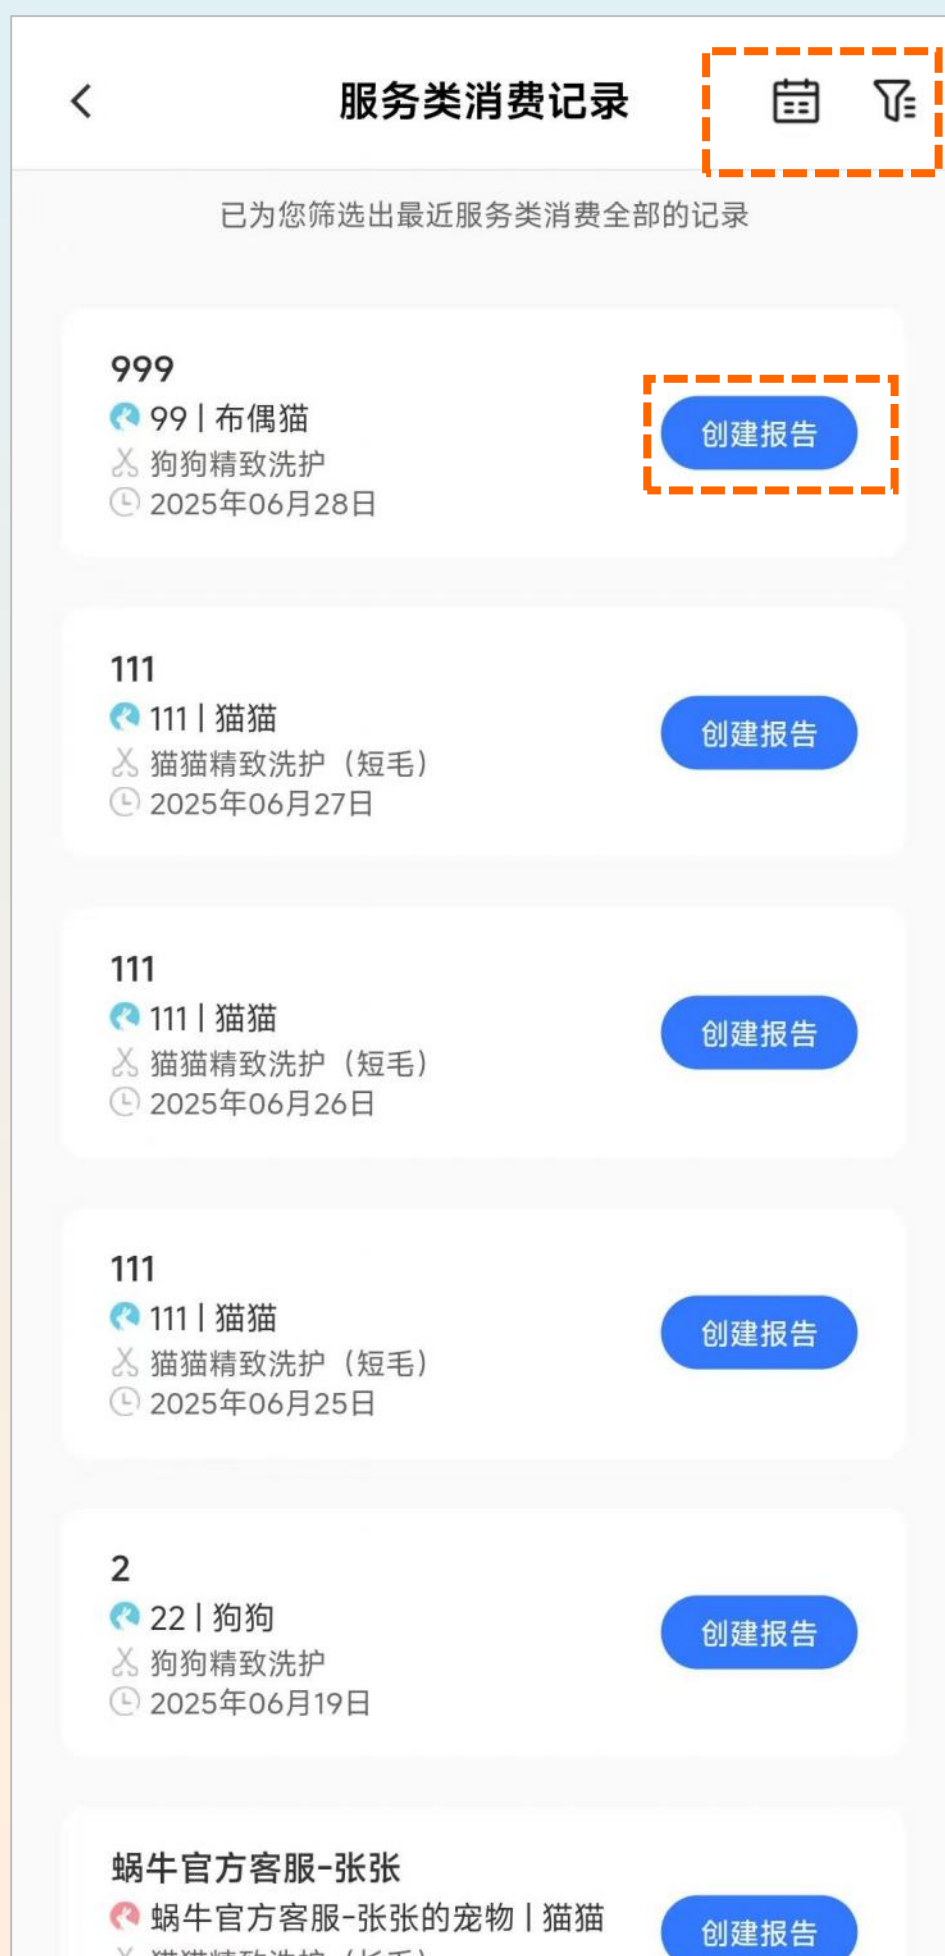 服务类消费记录
已为您筛选出最近服务类消费全部的记录
999
99 | 布偶猫
狗狗精致洗护
2025年06月28日
创建报告
111
111 | 猫猫
猫猫精致洗护（短毛）
2025年06月27日
创建报告
111
111 | 猫猫
猫猫精致洗护（短毛）
2025年06月26日
创建报告
111
111 | 猫猫
猫猫精致洗护（短毛）
2025年06月25日
创建报告
2
22 | 狗狗
狗狗精致洗护
2025年06月19日
创建报告
蜗牛官方客服-张张
蜗牛官方客服-张张的宠物 | 猫猫
猫猫精致洗护（长毛）
创建报告